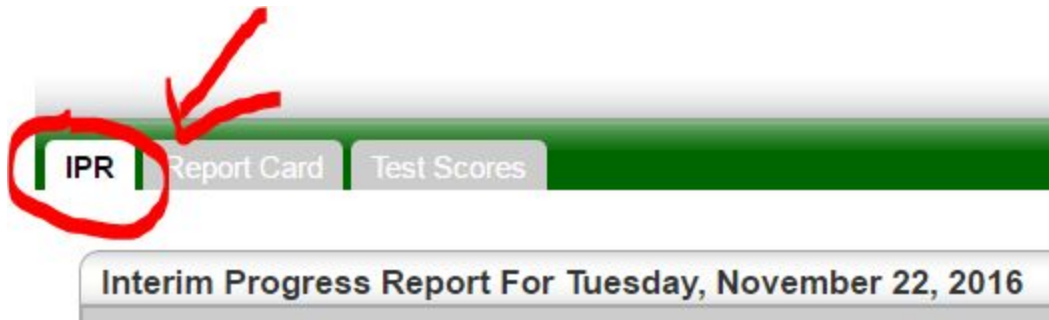 IPR Report Card Test Scores
Interim Progress Report For Tuesday, November 22, 2016